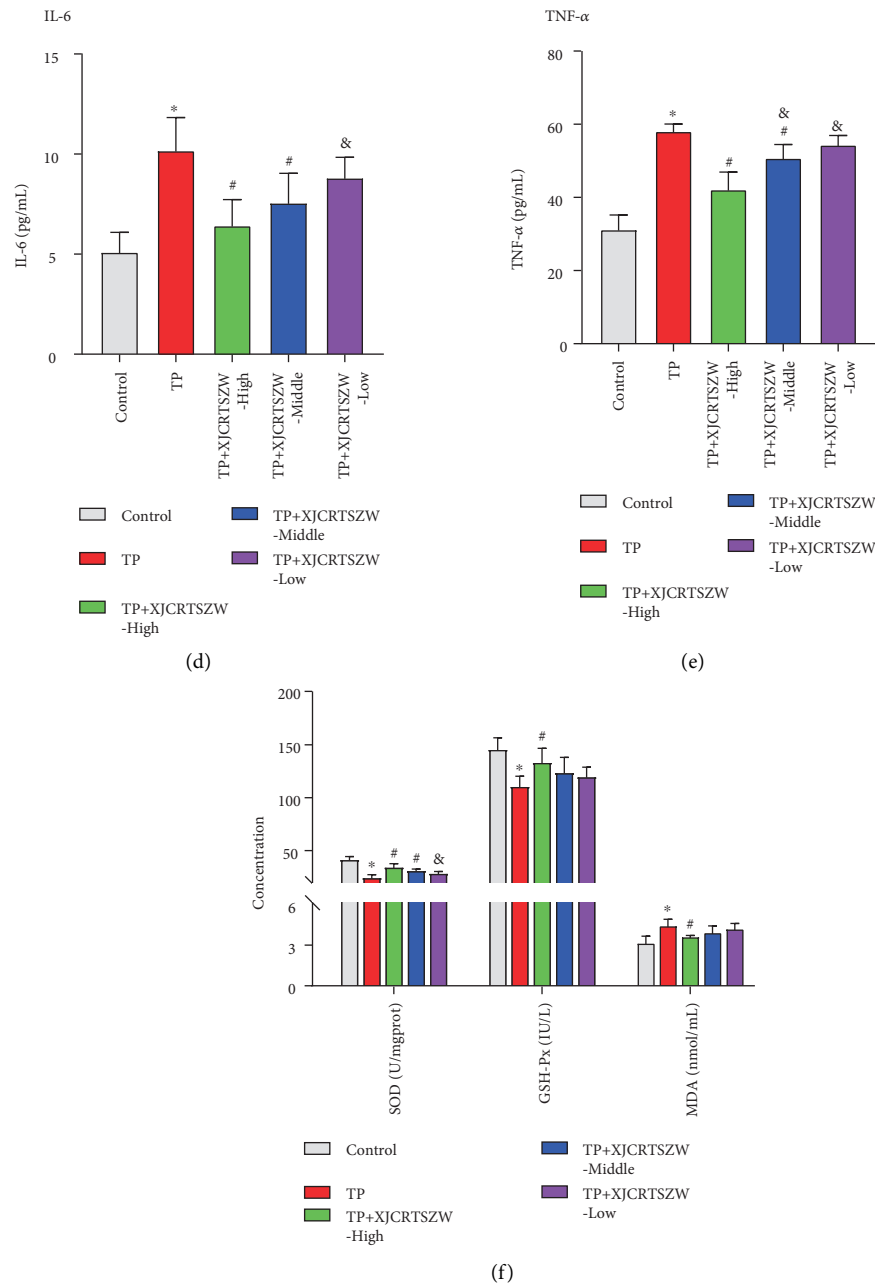 IL-6
15
10
5
0
IL-6 (pg/mL)
*
#
#
&
Control
TP
TP+XJCRTSZW
-High
TP+XJCRTSZW
-Middle
TP+XJCRTSZW
-Low
Control
TP
TP+XJCRTSZW
-High
TP+XJCRTSZW
-Middle
TP+XJCRTSZW
-Low
(d)
TNF-α
80
60
40
20
0
TNF-α (pg/mL)
*
#
&
#
&
Control
TP
TP+XJCRTSZW
-High
TP+XJCRTSZW
-Middle
TP+XJCRTSZW
-Low
Control
TP
TP+XJCRTSZW
-High
TP+XJCRTSZW
-Middle
TP+XJCRTSZW
-Low
(e)
200
150
100
50
6
3
0
Concentration
*
#
#
&
*
#
*
#
SOD (U/mgprot)
GSH-Px (IU/L)
MDA (nmol/mL)
Control
TP
TP+XJCRTSZW
-High
TP+XJCRTSZW
-Middle
TP+XJCRTSZW
-Low
(f)